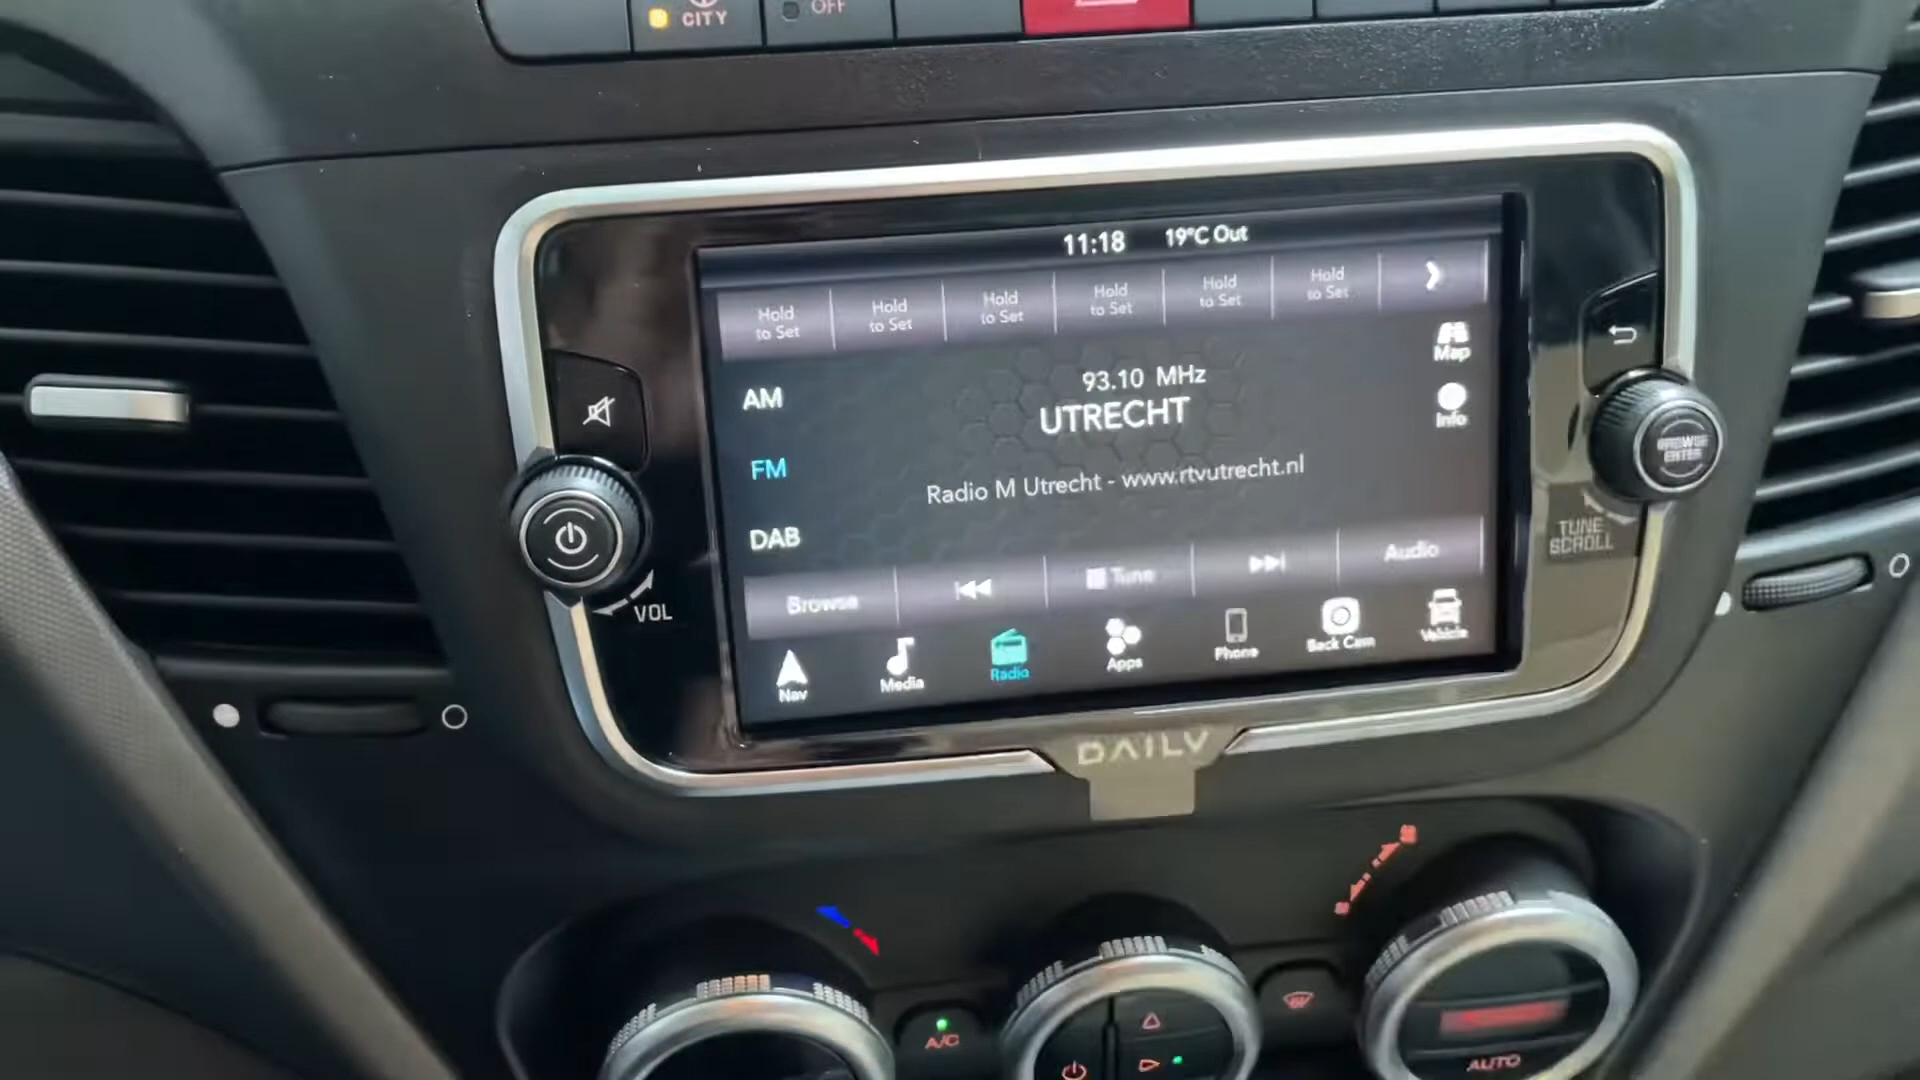 CITY
OFF
11:18 19°C Out
Hold to Set
Hold to Set
Hold to Set
Hold to Set
Hold to Set
Hold to Set
AM
93.10 MHz
Map
UTRECHT
Info
FM
Radio M Utrecht - www.rtvutrecht.nl
BROWSE
ENTER
DAB
TUNE
SCROLL
Browse
Tune
Audio
VOL
Nav
Media
Radio
Apps
Phone
Back Cam
Vehicle
DAILY
A/C
AUTO